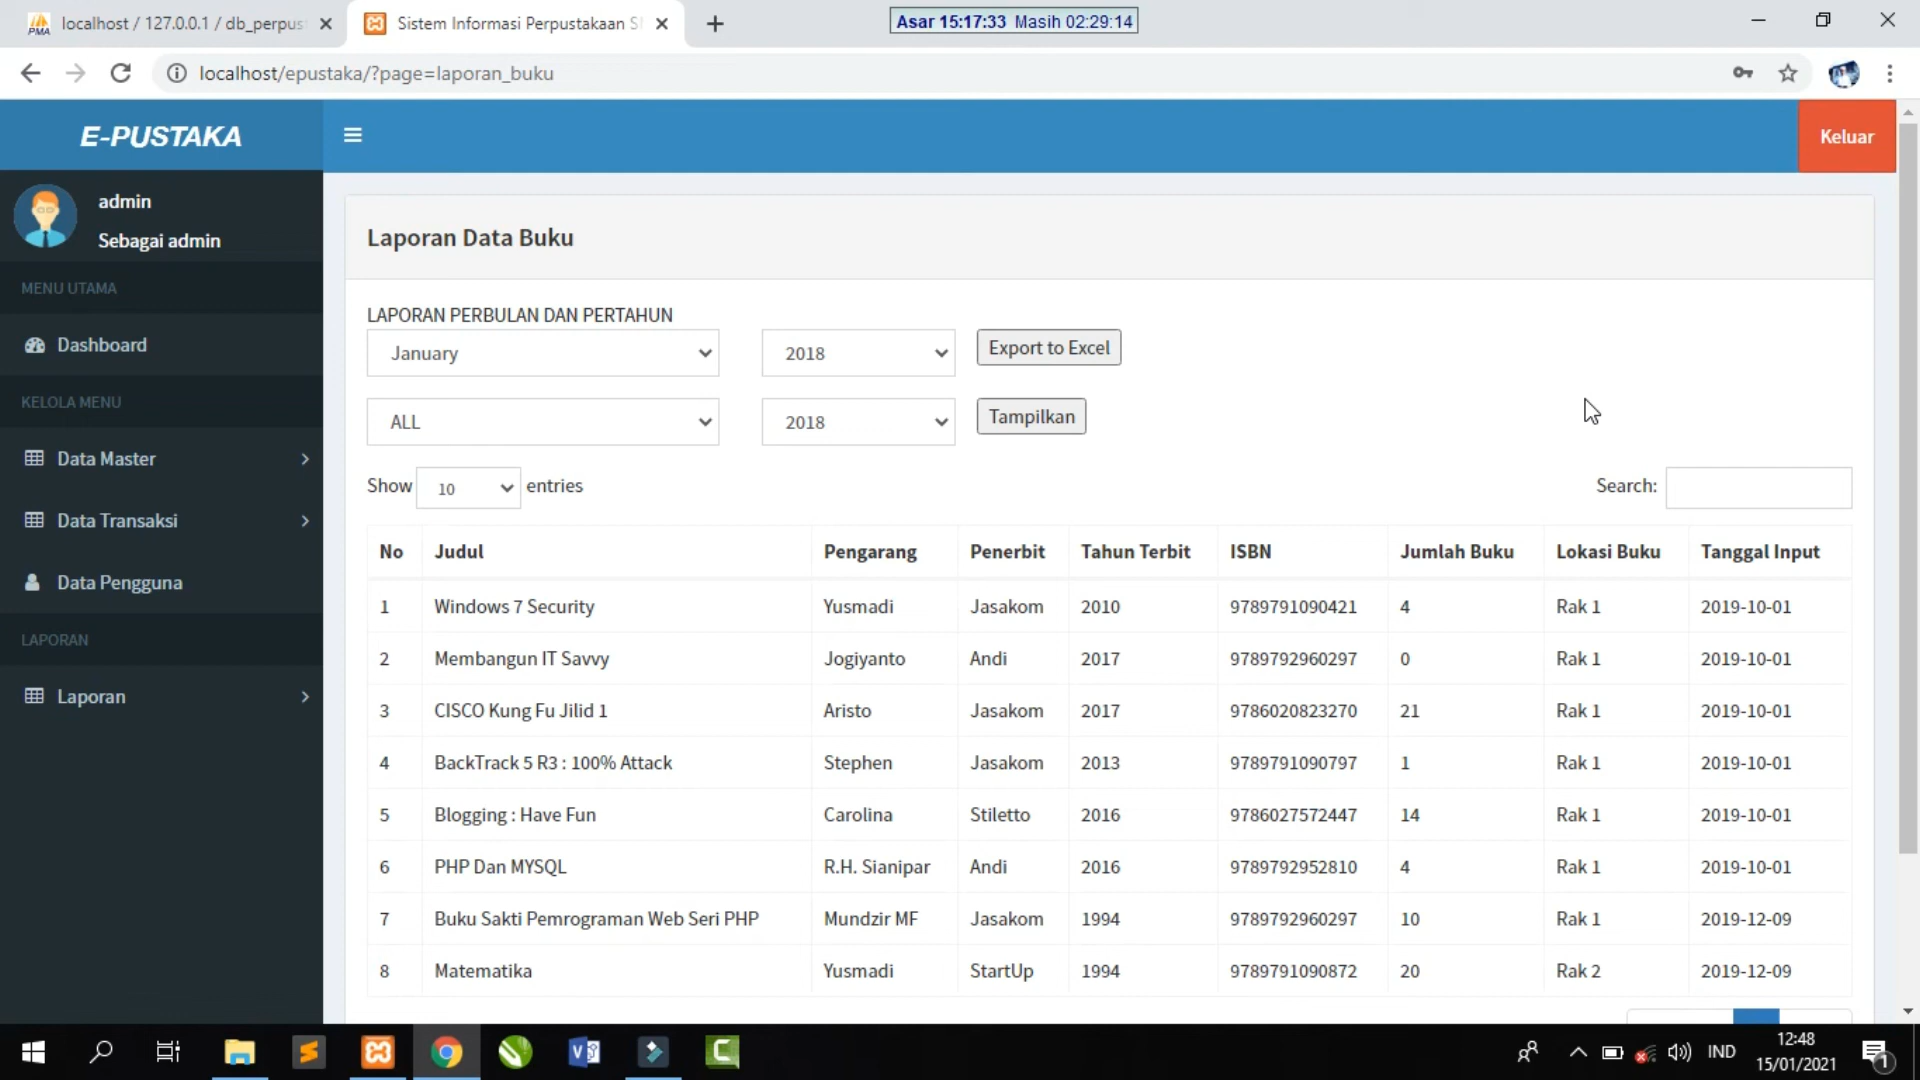 localhost / 127.0.0.1 / db_perpus
Sistem Informasi Perpustakaan S
Asar 15:17:33 Masih 02:29:14
localhost/epustaka/?page=laporan_buku
E-PUSTAKA
Keluar
admin
Sebagai admin
MENU UTAMA
Dashboard
KELOLA MENU
Data Master
Data Transaksi
Data Pengguna
LAPORAN
Laporan
Laporan Data Buku
LAPORAN PERBULAN DAN PERTAHUN
January 2018 Export to Excel
ALL 2018 Tampilkan
Show 10 entries Search:
No Judul Pengarang Penerbit Tahun Terbit ISBN Jumlah Buku Lokasi Buku Tanggal Input
1 Windows 7 Security Yusmadi Jasakom 2010 9789791090421 4 Rak 1 2019-10-01
2 Membangun IT Savvy Jogiyanto Andi 2017 9789792960297 0 Rak 1 2019-10-01
3 CISCO Kung Fu Jilid 1 Aristo Jasakom 2017 9786020823270 21 Rak 1 2019-10-01
4 BackTrack 5 R3 : 100% Attack Stephen Jasakom 2013 9789791090797 1 Rak 1 2019-10-01
5 Blogging : Have Fun Carolina Stiletto 2016 9786027572447 14 Rak 1 2019-10-01
6 PHP Dan MYSQL R.H. Sianipar Andi 2016 9789792952810 4 Rak 1 2019-10-01
7 Buku Sakti Pemrograman Web Seri PHP Mundzir MF Jasakom 1994 9789792960297 10 Rak 1 2019-12-09
8 Matematika Yusmadi StartUp 1994 9789791090872 20 Rak 2 2019-12-09
IND
12:48
15/01/2021
1